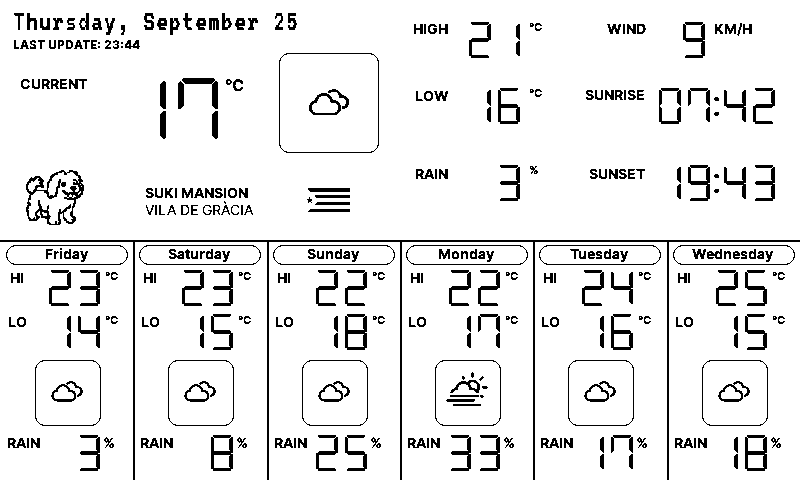 Thursday, September 25
LAST UPDATE: 23:44
CURRENT 17 °C
SUKI MANSION
VILA DE GRÀCIA
HIGH 21 °C
LOW 16 °C
RAIN 3 %
WIND 9 KM/H
SUNRISE 07:42
SUNSET 19:43
Friday
HI 23 °C
LO 14 °C
RAIN 3 %
Saturday
HI 23 °C
LO 15 °C
RAIN 8 %
Sunday
HI 22 °C
LO 18 °C
RAIN 25 %
Monday
HI 22 °C
LO 17 °C
RAIN 33 %
Tuesday
HI 24 °C
LO 16 °C
RAIN 17 %
Wednesday
HI 25 °C
LO 15 °C
RAIN 18 %